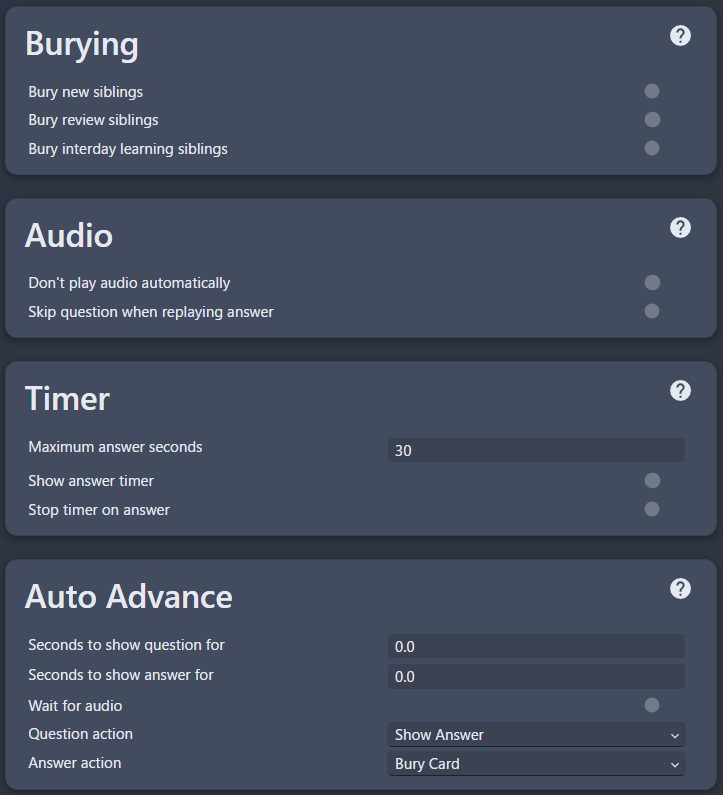 Burying
Bury new siblings
Bury review siblings
Bury interday learning siblings
Audio
Don't play audio automatically
Skip question when replaying answer
Timer
Maximum answer seconds 30
Show answer timer
Stop timer on answer
Auto Advance
Seconds to show question for 0.0
Seconds to show answer for 0.0
Wait for audio
Question action Show Answer
Answer action Bury Card